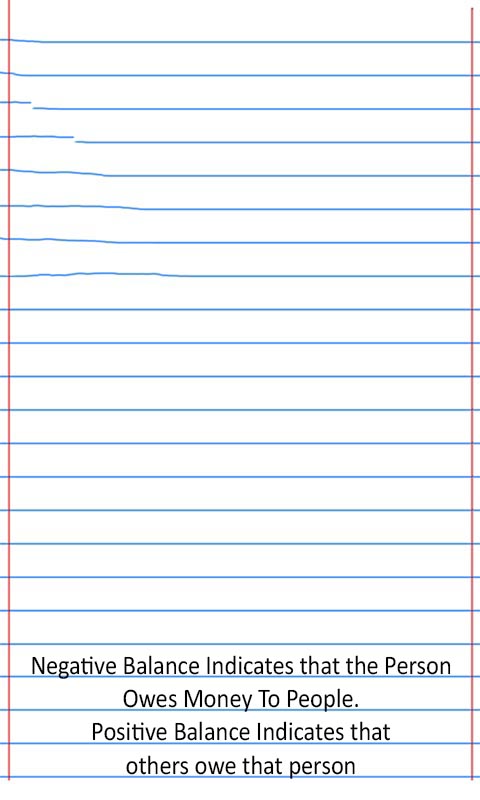 Negative Balance Indicates that the Person
Owes Money To People.
Positive Balance Indicates that
others owe that person